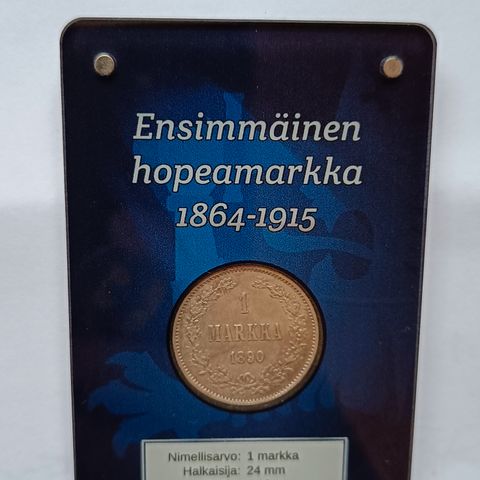 Ensimmäinen
hopeamarkka
1864-1915
1
MARKKA
1890
Nimellisarvo: 1 markka
Halkaisija: 24 mm